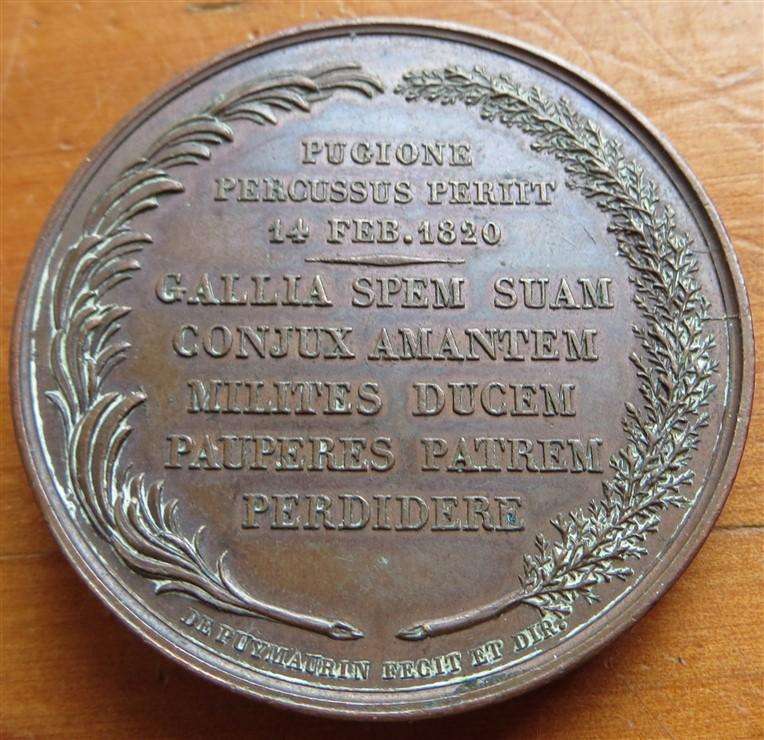 PUGIONE
PERCUSSUS PERIIT
14 FEB. 1820
GALLIA SPEM SUAM
CONJUX AMANTEM
MILITES DUCEM
PAUPERES PATREM
PERDIDERE
DE PUYMAURIN FECIT ET DIR.